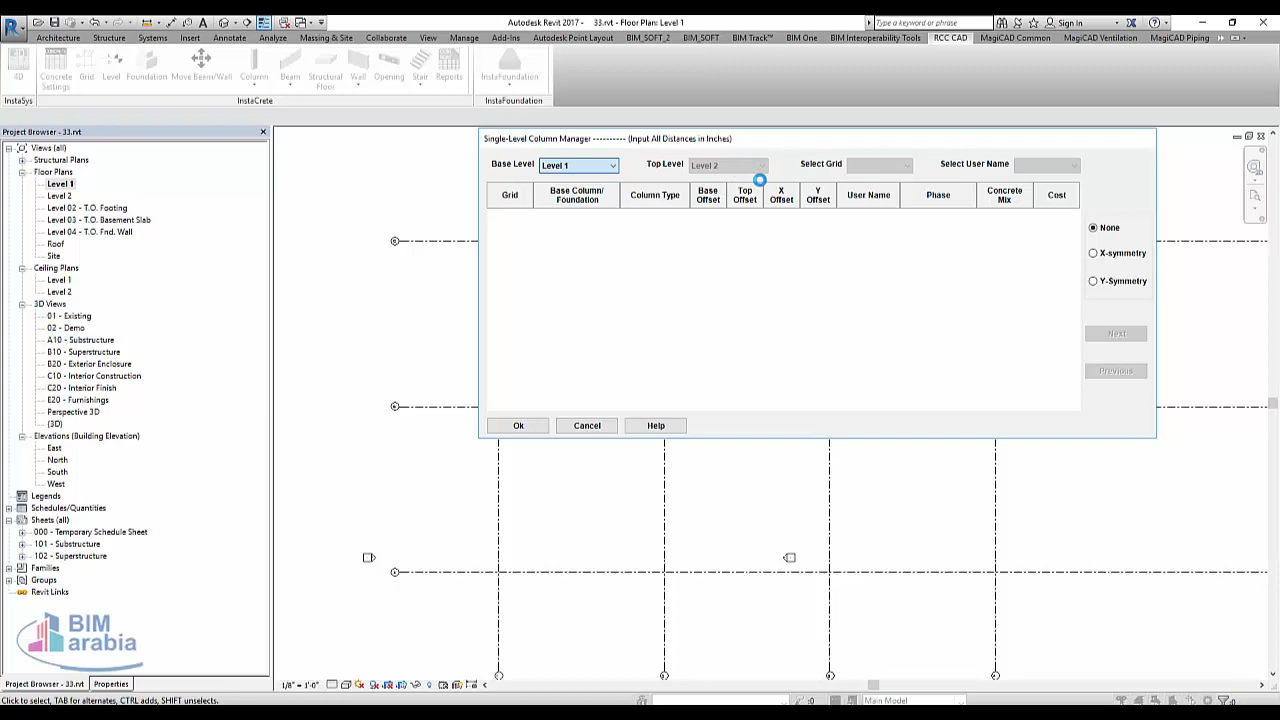 Autodesk Revit 2017 - 33.rvt - Floor Plan: Level 1
Type a keyword or phrase
Sign In
Architecture Structure Systems Insert Annotate Analyze Massing & Site Collaborate View Manage Add-Ins Autodesk Point Layout BIM_SOFT_2 BIM_SOFT BIM Track™ BIM One BIM Interoperability Tools RCC CAD MagiCAD Common MagiCAD Ventilation MagiCAD Piping
4D Concrete Settings Grid Level Foundation Move Beam/Wall Column Beam Structural Floor Wall Opening Stair Reports InstaFoundation
InstaSys InstaCrete InstaFoundation
Project Browser - 33.rvt
Views (all)
Structural Plans
Floor Plans
Level 1
Level 2
Level 02 - T.O. Footing
Level 03 - T.O. Basement Slab
Level 04 - T.O. Fnd. Wall
Roof
Site
Ceiling Plans
Level 1
Level 2
3D Views
01 - Existing
02 - Demo
A10 - Substructure
B10 - Superstructure
B20 - Exterior Enclosure
C10 - Interior Construction
C20 - Interior Finish
E20 - Furnishings
Perspective 3D
{3D}
Elevations (Building Elevation)
East
North
South
West
Legends
Schedules/Quantities
Sheets (all)
000 - Temporary Schedule Sheet
101 - Substructure
102 - Superstructure
Families
Groups
Revit Links
BIM
arabia
Project Browser - 33.rvt Properties
Single-Level Column Manager ---------- (Input All Distances in Inches)
Base Level Level 1 Top Level Level 2 Select Grid Select User Name
Grid Base Column/ Foundation Column Type Base Offset Top Offset X Offset Y Offset User Name Phase Concrete Mix Cost
None
X-symmetry
Y-Symmetry
Next
Previous
Ok Cancel Help
1/8" = 1'-0"
Click to select, TAB for alternates, CTRL adds, SHIFT unselects.
:0 Main Model :0